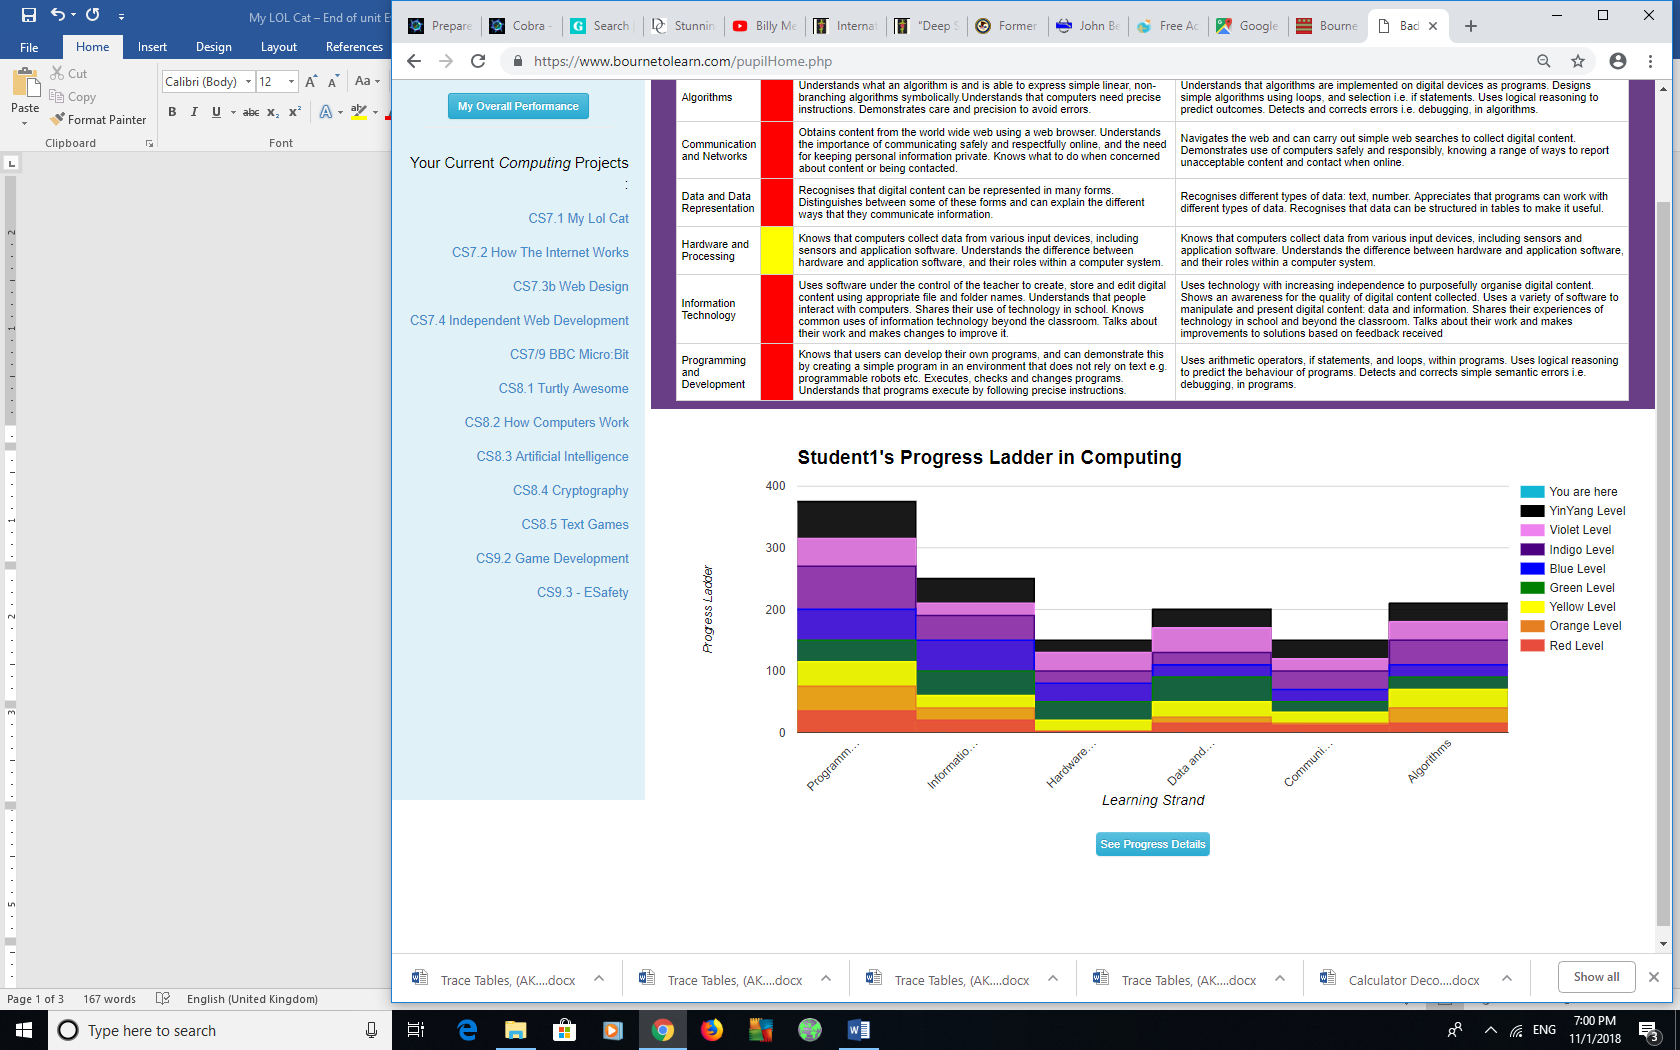 My LOL Cat – End of unit E
File
Home
Insert
Design
Layout
References
Paste
Cut
Copy
Format Painter
Clipboard
Calibri (Body)
12
Aa
B I U abc x₂ x²
A
Font
Prepare
Cobra -
Search
Stunnin
Billy Me
Internat
"Deep S
Former
John Be
Free Ac
Google
Bourne
Bad
https://www.bournetolearn.com/pupilHome.php
My Overall Performance
Your Current Computing Projects
:
CS7.1 My Lol Cat
CS7.2 How The Internet Works
CS7.3b Web Design
CS7.4 Independent Web Development
CS7/9 BBC Micro:Bit
CS8.1 Turtly Awesome
CS8.2 How Computers Work
CS8.3 Artificial Intelligence
CS8.4 Cryptography
CS8.5 Text Games
CS9.2 Game Development
CS9.3 - ESafety
Algorithms
Understands what an algorithm is and is able to express simple linear, non-
branching algorithms symbolically.Understands that computers need precise
instructions. Demonstrates care and precision to avoid errors.
Understands that algorithms are implemented on digital devices as programs. Designs
simple algorithms using loops, and selection i.e. if statements. Uses logical reasoning to
predict outcomes. Detects and corrects errors i.e. debugging, in algorithms.
Communication
and Networks
Obtains content from the world wide web using a web browser. Understands
the importance of communicating safely and respectfully online, and the need
for keeping personal information private. Knows what to do when concerned
about content or being contacted.
Navigates the web and can carry out simple web searches to collect digital content.
Demonstrates use of computers safely and responsibly, knowing a range of ways to report
unacceptable content and contact when online.
Data and Data
Representation
Recognises that digital content can be represented in many forms.
Distinguishes between some of these forms and can explain the different
ways that they communicate information.
Recognises different types of data: text, number. Appreciates that programs can work with
different types of data. Recognises that data can be structured in tables to make it useful.
Hardware and
Processing
Knows that computers collect data from various input devices, including
sensors and application software. Understands the difference between
hardware and application software, and their roles within a computer system.
Knows that computers collect data from various input devices, including sensors and
application software. Understands the difference between hardware and application software,
and their roles within a computer system.
Information
Technology
Uses software under the control of the teacher to create, store and edit digital
content using appropriate file and folder names. Understands that people
interact with computers. Shares their use of technology in school. Knows
common uses of information technology beyond the classroom. Talks about
their work and makes changes to improve it.
Uses technology with increasing independence to purposefully organise digital content.
Shows an awareness for the quality of digital content collected. Uses a variety of software to
manipulate and present digital content: data and information. Shares their experiences of
technology in school and beyond the classroom. Talks about their work and makes
improvements to solutions based on feedback received
Programming
and
Development
Knows that users can develop their own programs, and can demonstrate this
by creating a simple program in an environment that does not rely on text e.g.
programmable robots etc. Executes, checks and changes programs.
Understands that programs execute by following precise instructions.
Uses arithmetic operators, if statements, and loops, within programs. Uses logical reasoning
to predict the behaviour of programs. Detects and corrects simple semantic errors i.e.
debugging, in programs.
Student1's Progress Ladder in Computing
400
300
200
100
0
Progress Ladder
Programm...
Informatio...
Hardware...
Data and...
Communi...
Algorithms
Learning Strand
You are here
YinYang Level
Violet Level
Indigo Level
Blue Level
Green Level
Yellow Level
Orange Level
Red Level
See Progress Details
Trace Tables, (AK....docx
Trace Tables, (AK....docx
Trace Tables, (AK....docx
Trace Tables, (AK....docx
Calculator Deco....docx
Show all
Page 1 of 3
167 words
English (United Kingdom)
Type here to search
ENG
7:00 PM
11/1/2018
3